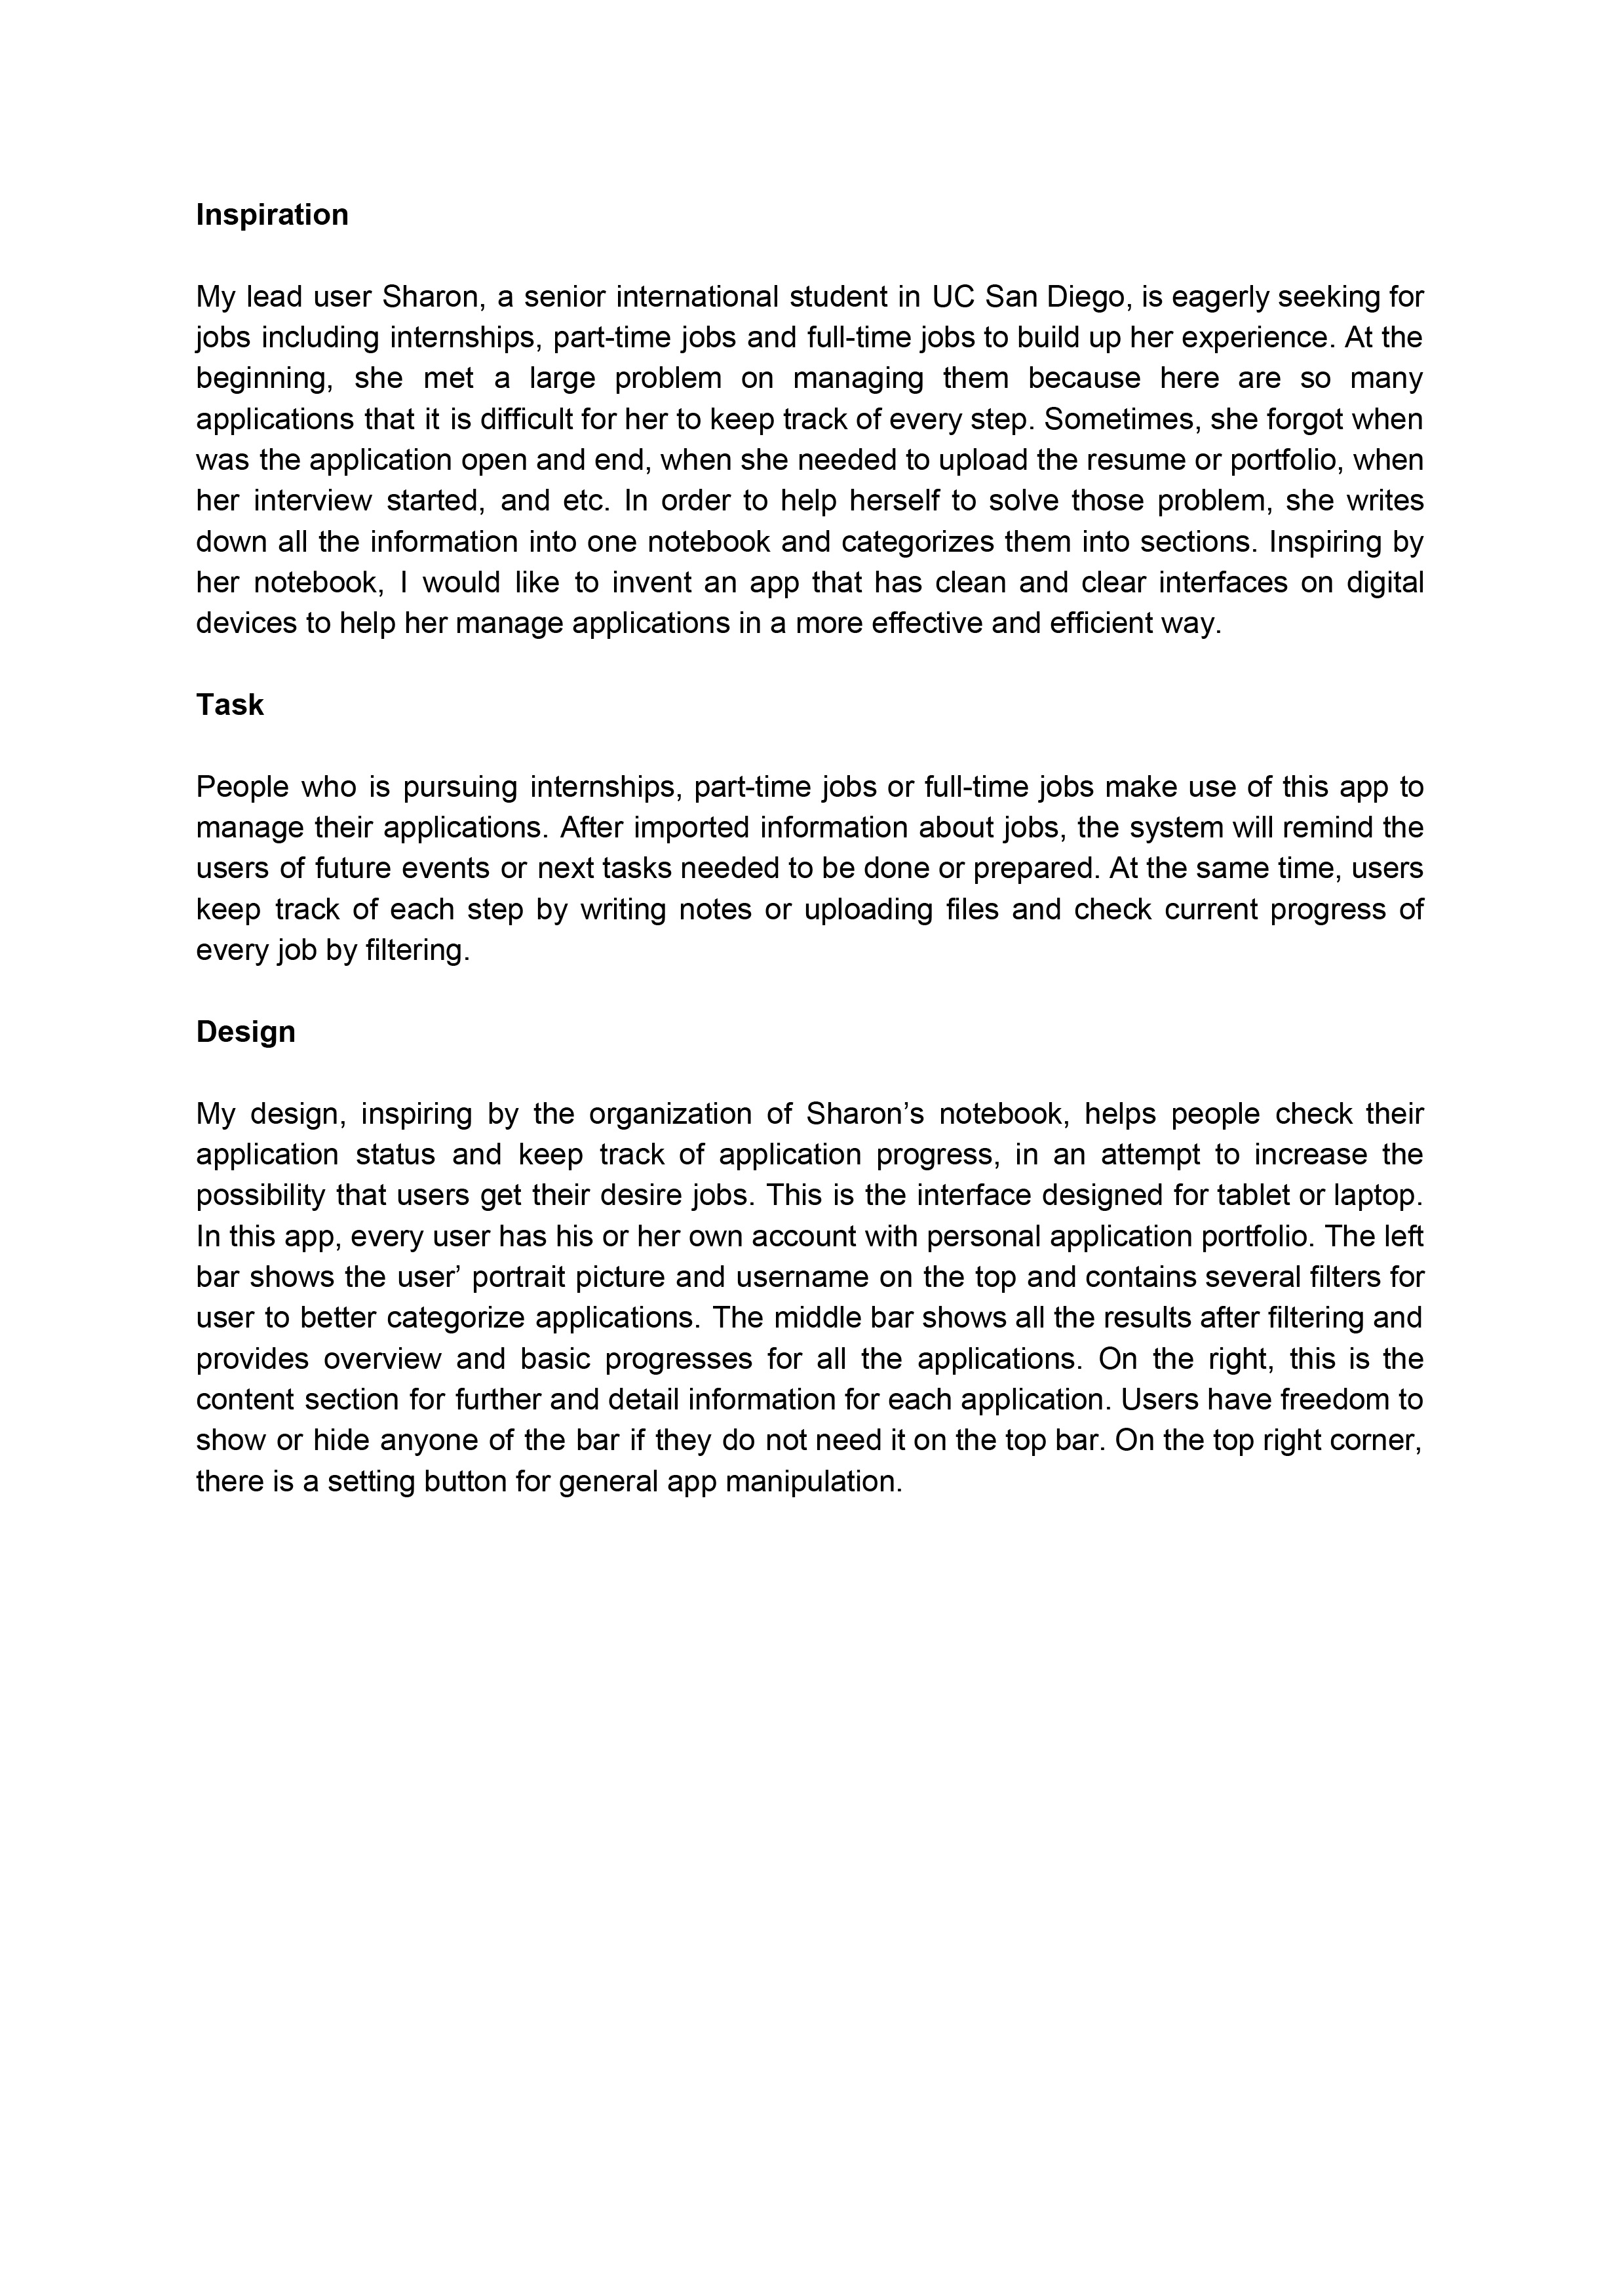 Inspiration
My lead user Sharon, a senior international student in UC San Diego, is eagerly seeking for
jobs including internships, part-time jobs and full-time jobs to build up her experience. At the
beginning, she met a large problem on managing them because here are so many
applications that it is difficult for her to keep track of every step. Sometimes, she forgot when
was the application open and end, when she needed to upload the resume or portfolio, when
her interview started, and etc. In order to help herself to solve those problem, she writes
down all the information into one notebook and categorizes them into sections. Inspiring by
her notebook, I would like to invent an app that has clean and clear interfaces on digital
devices to help her manage applications in a more effective and efficient way.
Task
People who is pursuing internships, part-time jobs or full-time jobs make use of this app to
manage their applications. After imported information about jobs, the system will remind the
users of future events or next tasks needed to be done or prepared. At the same time, users
keep track of each step by writing notes or uploading files and check current progress of
every job by filtering.
Design
My design, inspiring by the organization of Sharon’s notebook, helps people check their
application status and keep track of application progress, in an attempt to increase the
possibility that users get their desire jobs. This is the interface designed for tablet or laptop.
In this app, every user has his or her own account with personal application portfolio. The left
bar shows the user’ portrait picture and username on the top and contains several filters for
user to better categorize applications. The middle bar shows all the results after filtering and
provides overview and basic progresses for all the applications. On the right, this is the
content section for further and detail information for each application. Users have freedom to
show or hide anyone of the bar if they do not need it on the top bar. On the top right corner,
there is a setting button for general app manipulation.